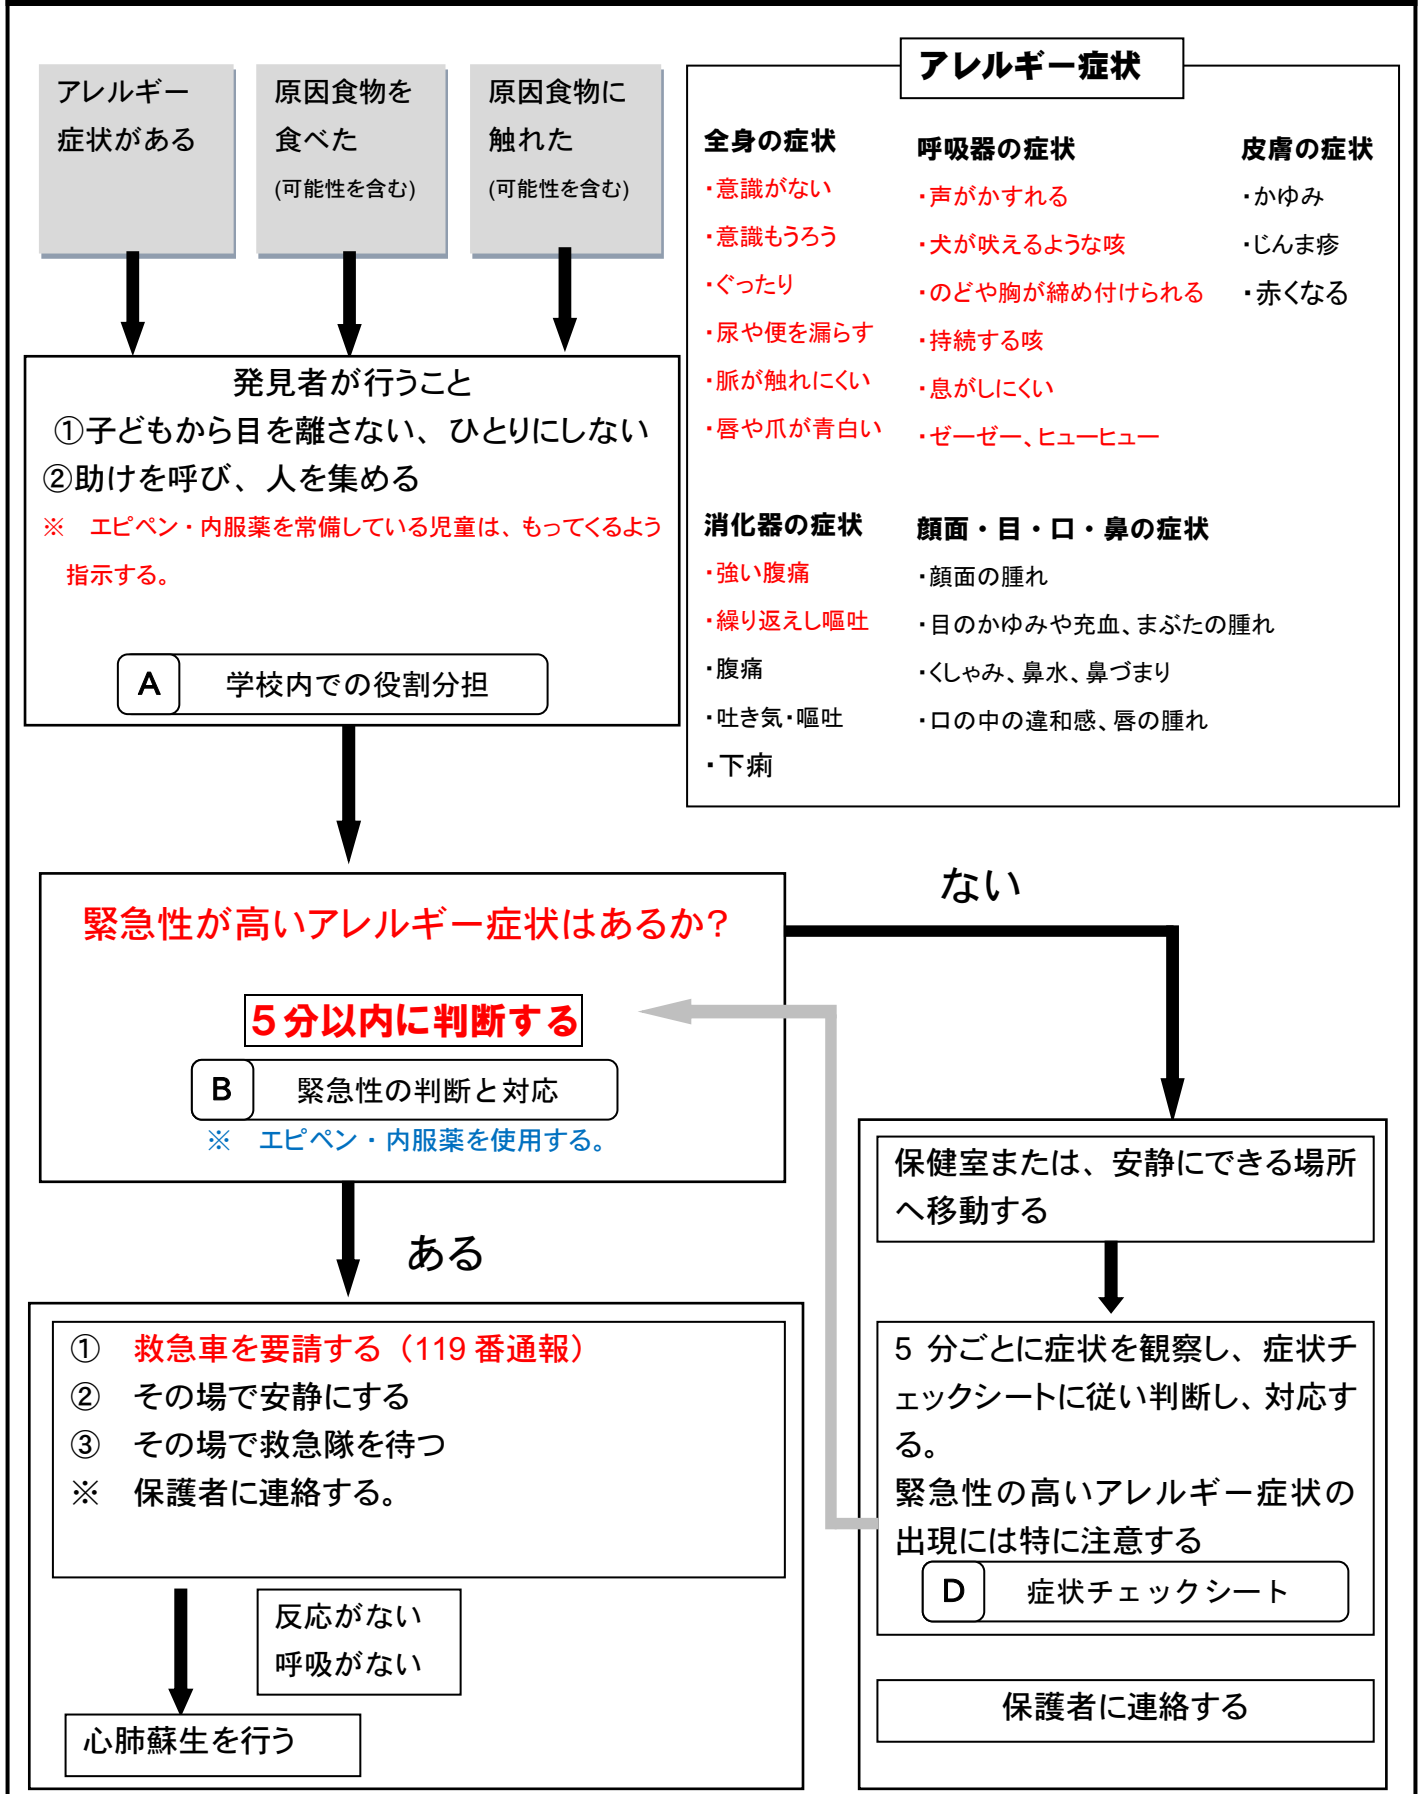 アレルギー
症状がある
原因食物を
食べた
(可能性を含む)
原因食物に
触れた
(可能性を含む)
アレルギー症状
全身の症状
・意識がない
・意識もうろう
・ぐったり
・尿や便を漏らす
・脈が触れにくい
・唇や爪が青白い
呼吸器の症状
・声がかすれる
・犬が吠えるような咳
・のどや胸が締め付けられる
・持続する咳
・息がしにくい
・ゼーゼー、ヒューヒュー
皮膚の症状
・かゆみ
・じんま疹
・赤くなる
消化器の症状
・強い腹痛
・繰り返えし嘔吐
・腹痛
・吐き気・嘔吐
・下痢
顔面・目・口・鼻の症状
・顔面の腫れ
・目のかゆみや充血、まぶたの腫れ
・くしゃみ、鼻水、鼻づまり
・口の中の違和感、唇の腫れ
発見者が行うこと
①子どもから目を離さない、ひとりにしない
②助けを呼び、人を集める
※　エピペン・内服薬を常備している児童は、もってくるよう
指示する。
A 学校内での役割分担
緊急性が高いアレルギー症状はあるか？
５分以内に判断する
B 緊急性の判断と対応
※　エピペン・内服薬を使用する。
ない
ある
①　救急車を要請する（119 番通報）
②　その場で安静にする
③　その場で救急隊を待つ
※　保護者に連絡する。
反応がない
呼吸がない
心肺蘇生を行う
保健室または、安静にできる場所
へ移動する
5 分ごとに症状を観察し、症状チ
ェックシートに従い判断し、対応す
る。
緊急性の高いアレルギー症状の
出現には特に注意する
D 症状チェックシート
保護者に連絡する